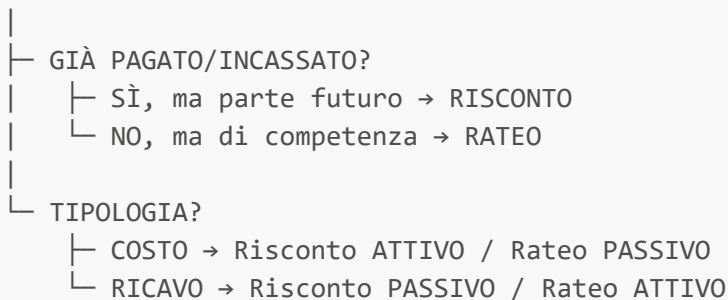 │
├─ GIÀ PAGATO/INCASSATO?
│   ├─ SÌ, ma parte futuro → RISCONTO
│   └─ NO, ma di competenza → RATEO
│
└─ TIPOLOGIA?
    ├─ COSTO → Risconto ATTIVO / Rateo PASSIVO
    └─ RICAVO → Risconto PASSIVO / Rateo ATTIVO